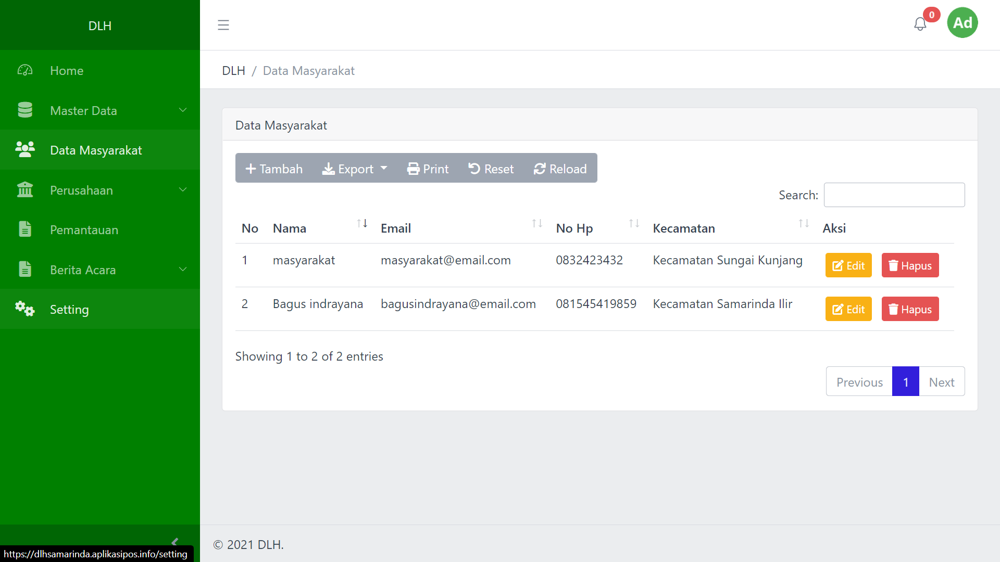 DLH
Home
Master Data
Data Masyarakat
Perusahaan
Pemantauan
Berita Acara
Setting
https://dlhsamarinda.aplikasipos.info/setting
0
Ad
DLH / Data Masyarakat
Data Masyarakat
Tambah Export Print Reset Reload
Search:
No Nama Email No Hp Kecamatan Aksi
1 masyarakat masyarakat@email.com 0832423432 Kecamatan Sungai Kunjang Edit Hapus
2 Bagus indrayana bagusindrayana@email.com 081545419859 Kecamatan Samarinda Ilir Edit Hapus
Showing 1 to 2 of 2 entries
Previous 1 Next
© 2021 DLH.